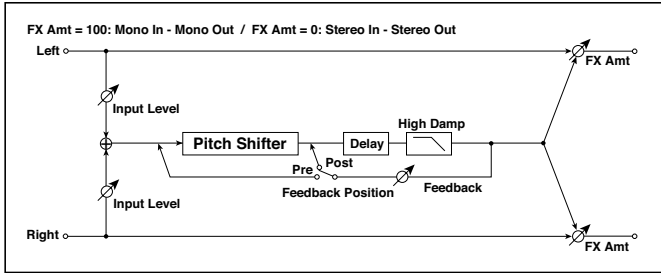 FX Amt = 100: Mono In - Mono Out / FX Amt = 0: Stereo In - Stereo Out
Left
FX Amt
Input Level
High Damp
Pitch Shifter
Delay
Post
Pre
Feedback Position
Feedback
Input Level
Right
FX Amt